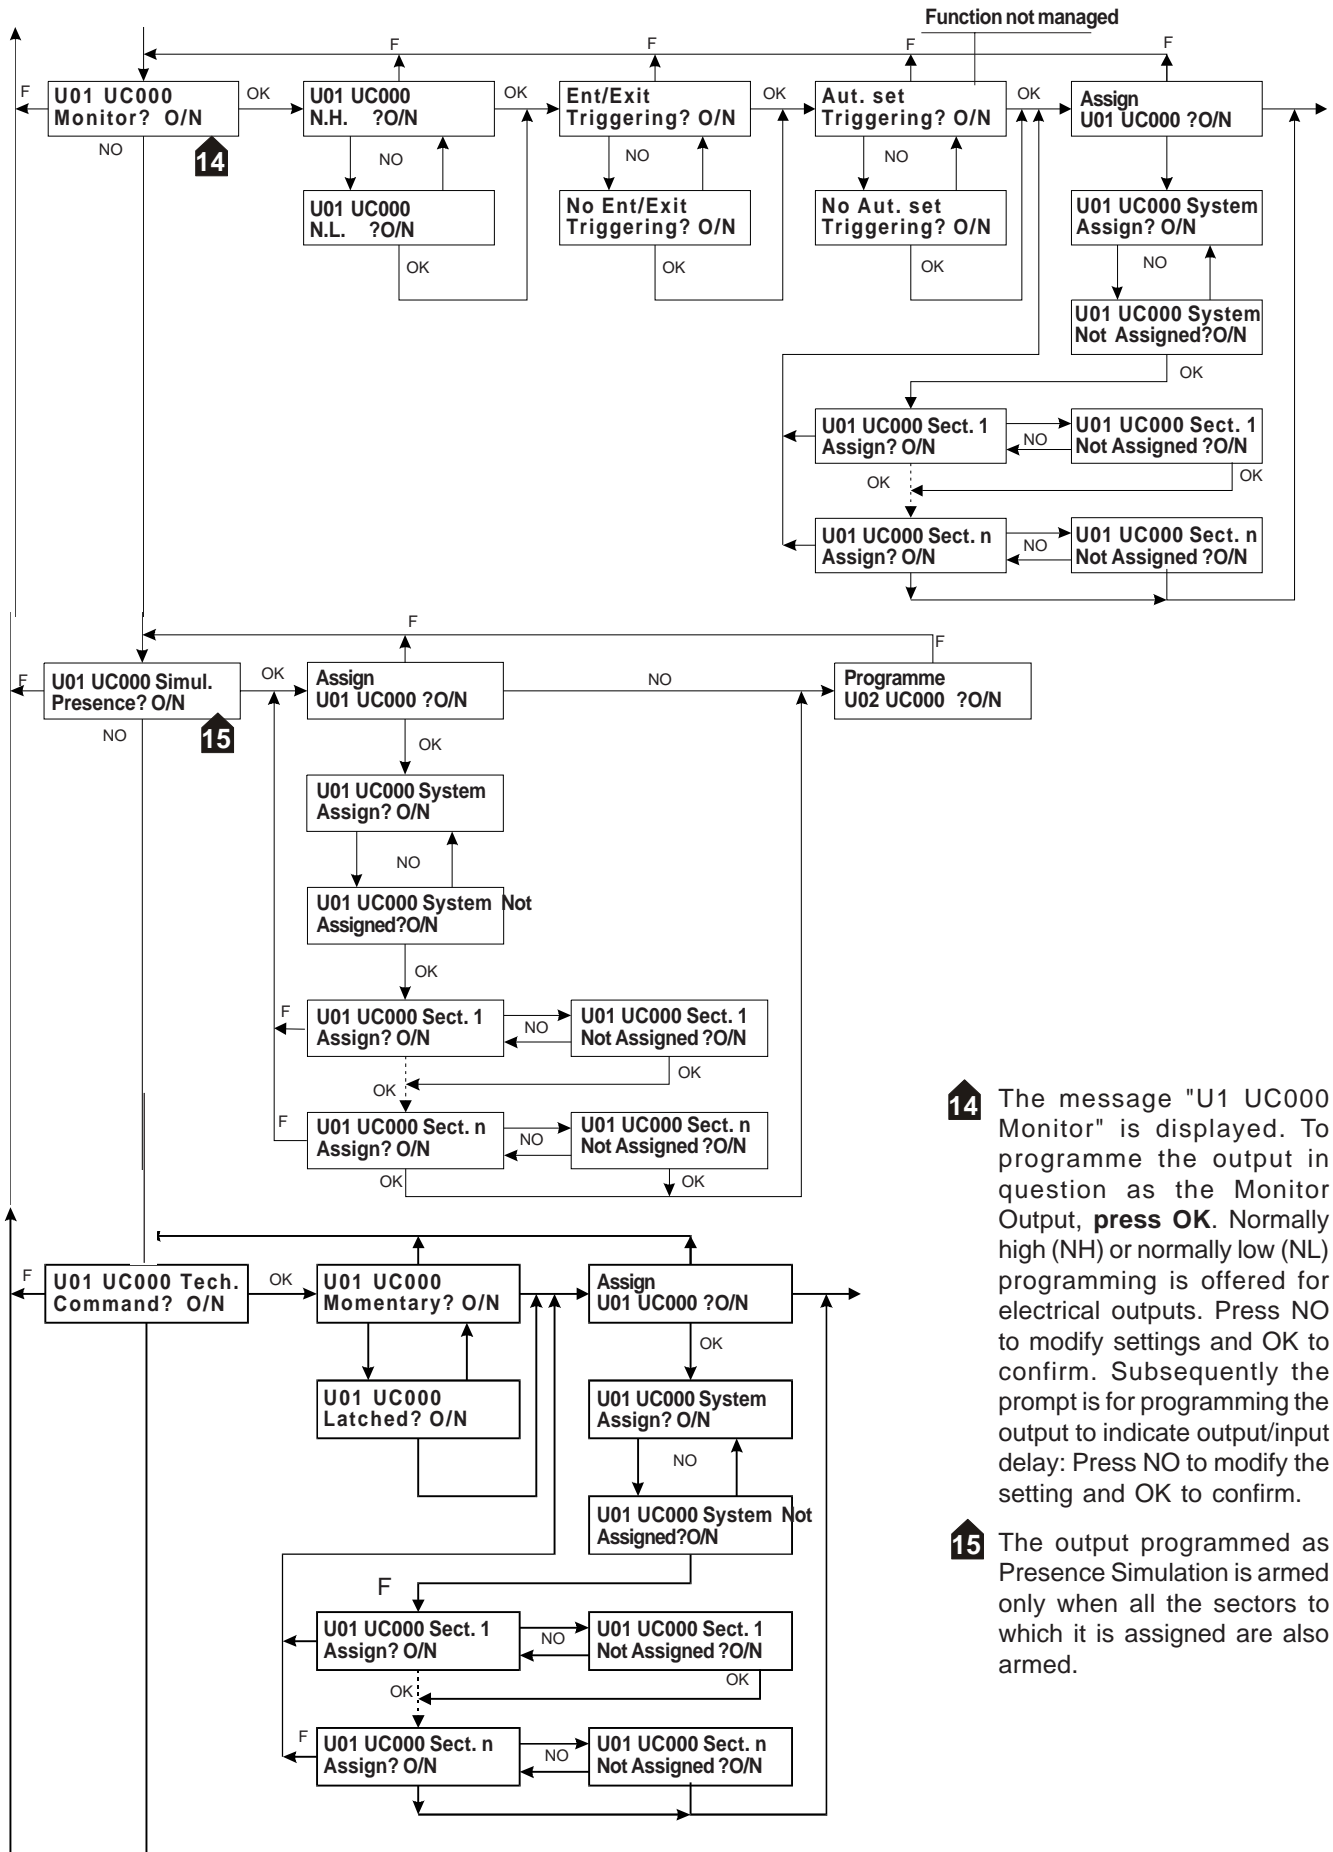 Function not managed
F
F
F
F
F
U01 UC000
Monitor? O/N
OK
U01 UC000
N.H. ?O/N
OK
Ent/Exit
Triggering? O/N
OK
Aut. set
Triggering? O/N
OK
Assign
U01 UC000 ?O/N
NO
14
NO
NO
NO
U01 UC000
N.L. ?O/N
No Ent/Exit
Triggering? O/N
No Aut. set
Triggering? O/N
U01 UC000 System
Assign? O/N
OK
OK
OK
NO
U01 UC000 System
Not Assigned?O/N
OK
U01 UC000 Sect. 1
Assign? O/N
NO
U01 UC000 Sect. 1
Not Assigned ?O/N
OK
OK
U01 UC000 Sect. n
Assign? O/N
NO
U01 UC000 Sect. n
Not Assigned ?O/N
F
F
F
U01 UC000 Simul.
Presence? O/N
OK
Assign
U01 UC000 ?O/N
NO
Programme
U02 UC000 ?O/N
NO
15
OK
U01 UC000 System
Assign? O/N
NO
U01 UC000 System Not
Assigned?O/N
OK
F
U01 UC000 Sect. 1
Assign? O/N
NO
U01 UC000 Sect. 1
Not Assigned ?O/N
OK
OK
F
U01 UC000 Sect. n
Assign? O/N
NO
U01 UC000 Sect. n
Not Assigned ?O/N
OK
OK
F
U01 UC000 Tech.
Command? O/N
OK
U01 UC000
Momentary? O/N
Assign
U01 UC000 ?O/N
OK
U01 UC000
Latched? O/N
U01 UC000 System
Assign? O/N
NO
U01 UC000 System Not
Assigned?O/N
F
U01 UC000 Sect. 1
Assign? O/N
NO
U01 UC000 Sect. 1
Not Assigned ?O/N
OK
OK
F
U01 UC000 Sect. n
Assign? O/N
NO
U01 UC000 Sect. n
Not Assigned ?O/N
14 The message "U1 UC000
Monitor" is displayed. To
programme the output in
question as the Monitor
Output, press OK. Normally
high (NH) or normally low (NL)
programming is offered for
electrical outputs. Press NO
to modify settings and OK to
confirm. Subsequently the
prompt is for programming the
output to indicate output/input
delay: Press NO to modify the
setting and OK to confirm.
15 The output programmed as
Presence Simulation is armed
only when all the sectors to
which it is assigned are also
armed.